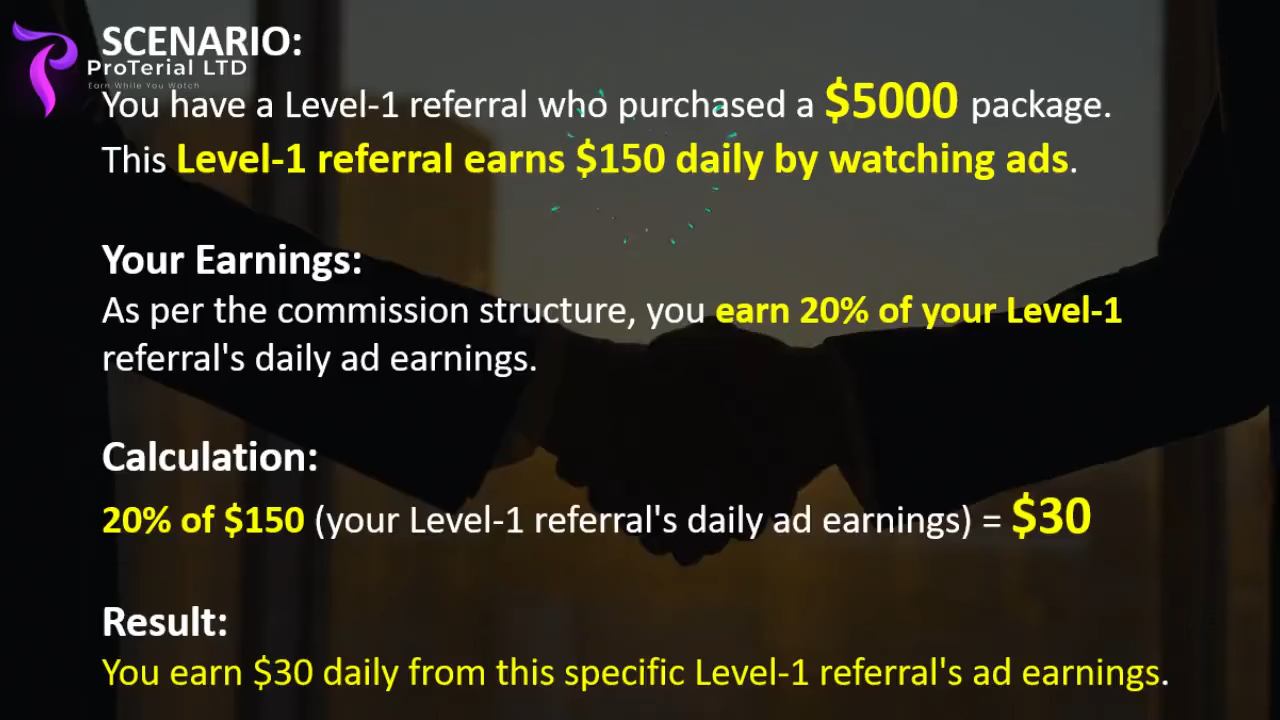 SCENARIO:
ProTerial LTD
Earn While You Watch
You have a Level-1 referral who purchased a $5000 package.
This Level-1 referral earns $150 daily by watching ads.
Your Earnings:
As per the commission structure, you earn 20% of your Level-1
referral's daily ad earnings.
Calculation:
20% of $150 (your Level-1 referral's daily ad earnings) = $30
Result:
You earn $30 daily from this specific Level-1 referral's ad earnings.